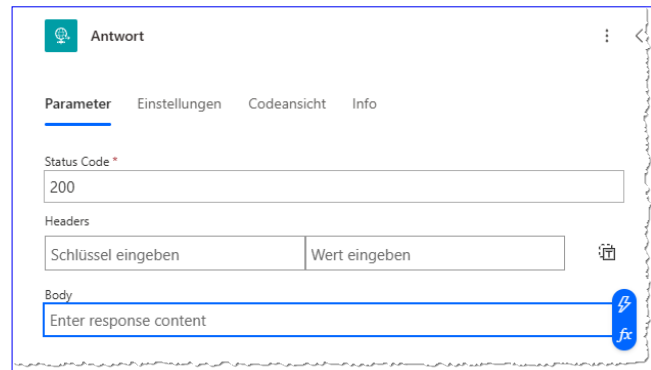 Antwort
Parameter Einstellungen Codeansicht Info
Status Code *
200
Headers
Schlüssel eingeben Wert eingeben
Body
Enter response content
fx